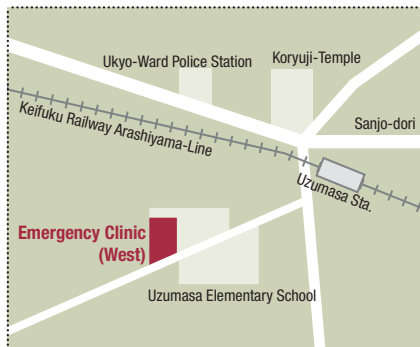 Ukyo-Ward Police Station
Koryuji-Temple
Sanjo-dori
Keifuku Railway Arashiyama-Line
Uzumasa Sta.
Emergency Clinic
(West)
Uzumasa Elementary School